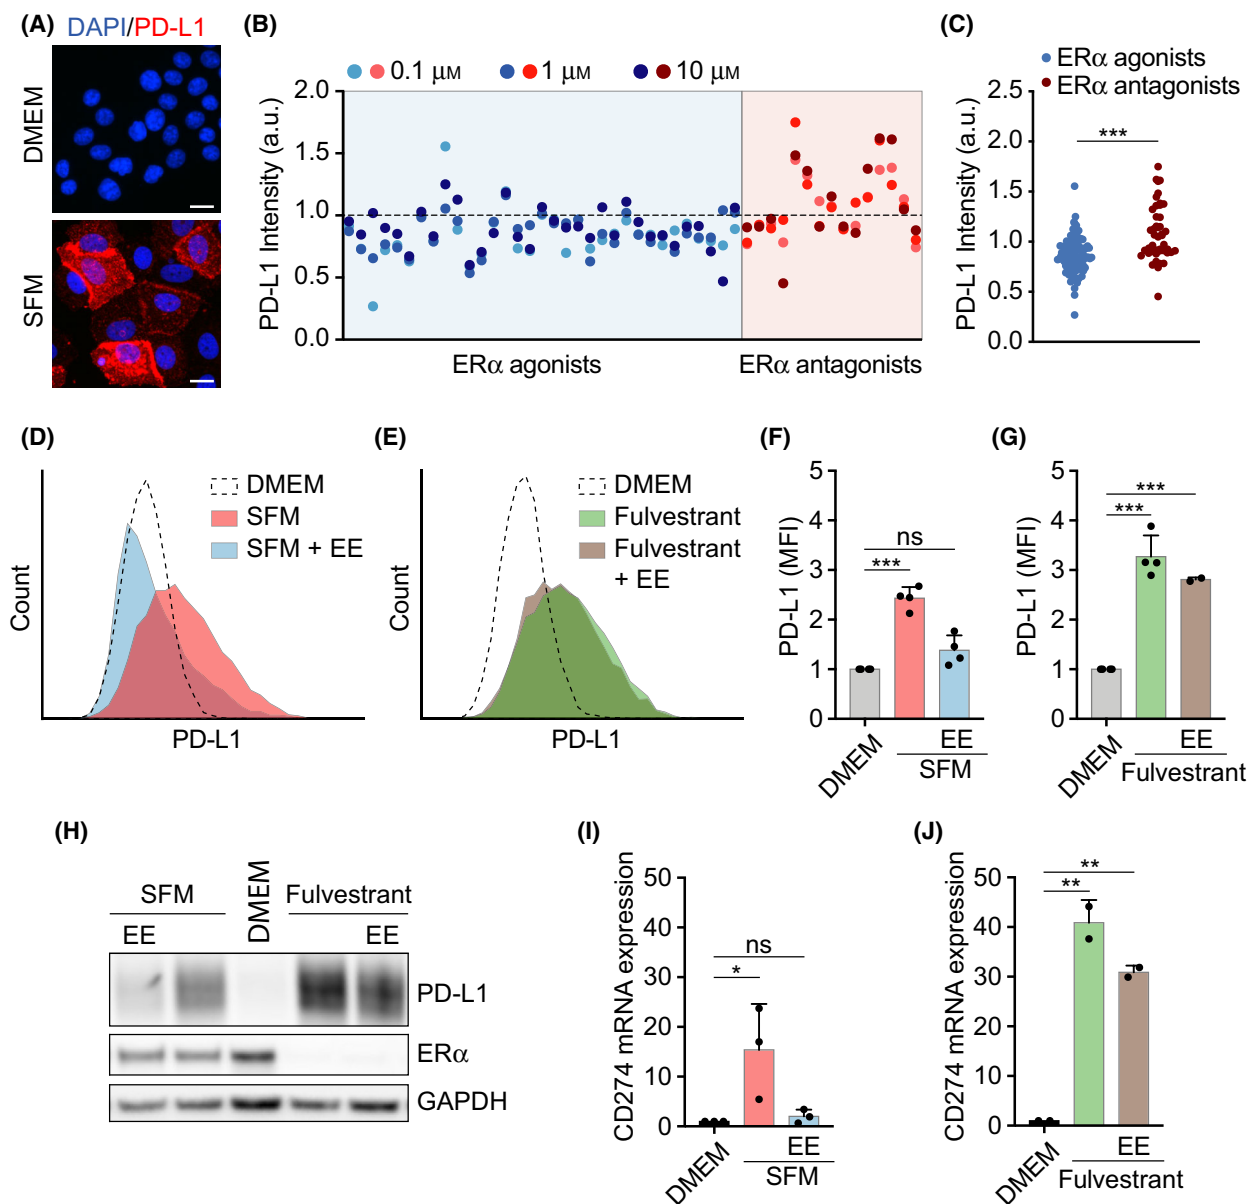 (A)
DAPI/PD-L1
DMEM
SFM
(B)
0.1 μM
1 μM
10 μM
PD-L1 Intensity (a.u.)
2.0
1.5
1.0
0.5
0.0
ERα agonists
ERα antagonists
(C)
ERα agonists
ERα antagonists
PD-L1 Intensity (a.u.)
2.5
2.0
1.5
1.0
0.5
0.0
***
(D)
Count
PD-L1
DMEM
SFM
SFM + EE
(E)
Count
PD-L1
DMEM
Fulvestrant
Fulvestrant
+ EE
(F)
PD-L1 (MFI)
5
4
3
2
1
0
ns
***
DMEM
EE
SFM
(G)
PD-L1 (MFI)
5
4
3
2
1
0
***
***
DMEM
EE
Fulvestrant
(H)
SFM
DMEM
Fulvestrant
EE
EE
PD-L1
ERα
GAPDH
(I)
CD274 mRNA expression
50
40
30
20
10
0
ns
*
DMEM
EE
SFM
(J)
CD274 mRNA expression
50
40
30
20
10
0
**
**
DMEM
EE
Fulvestrant